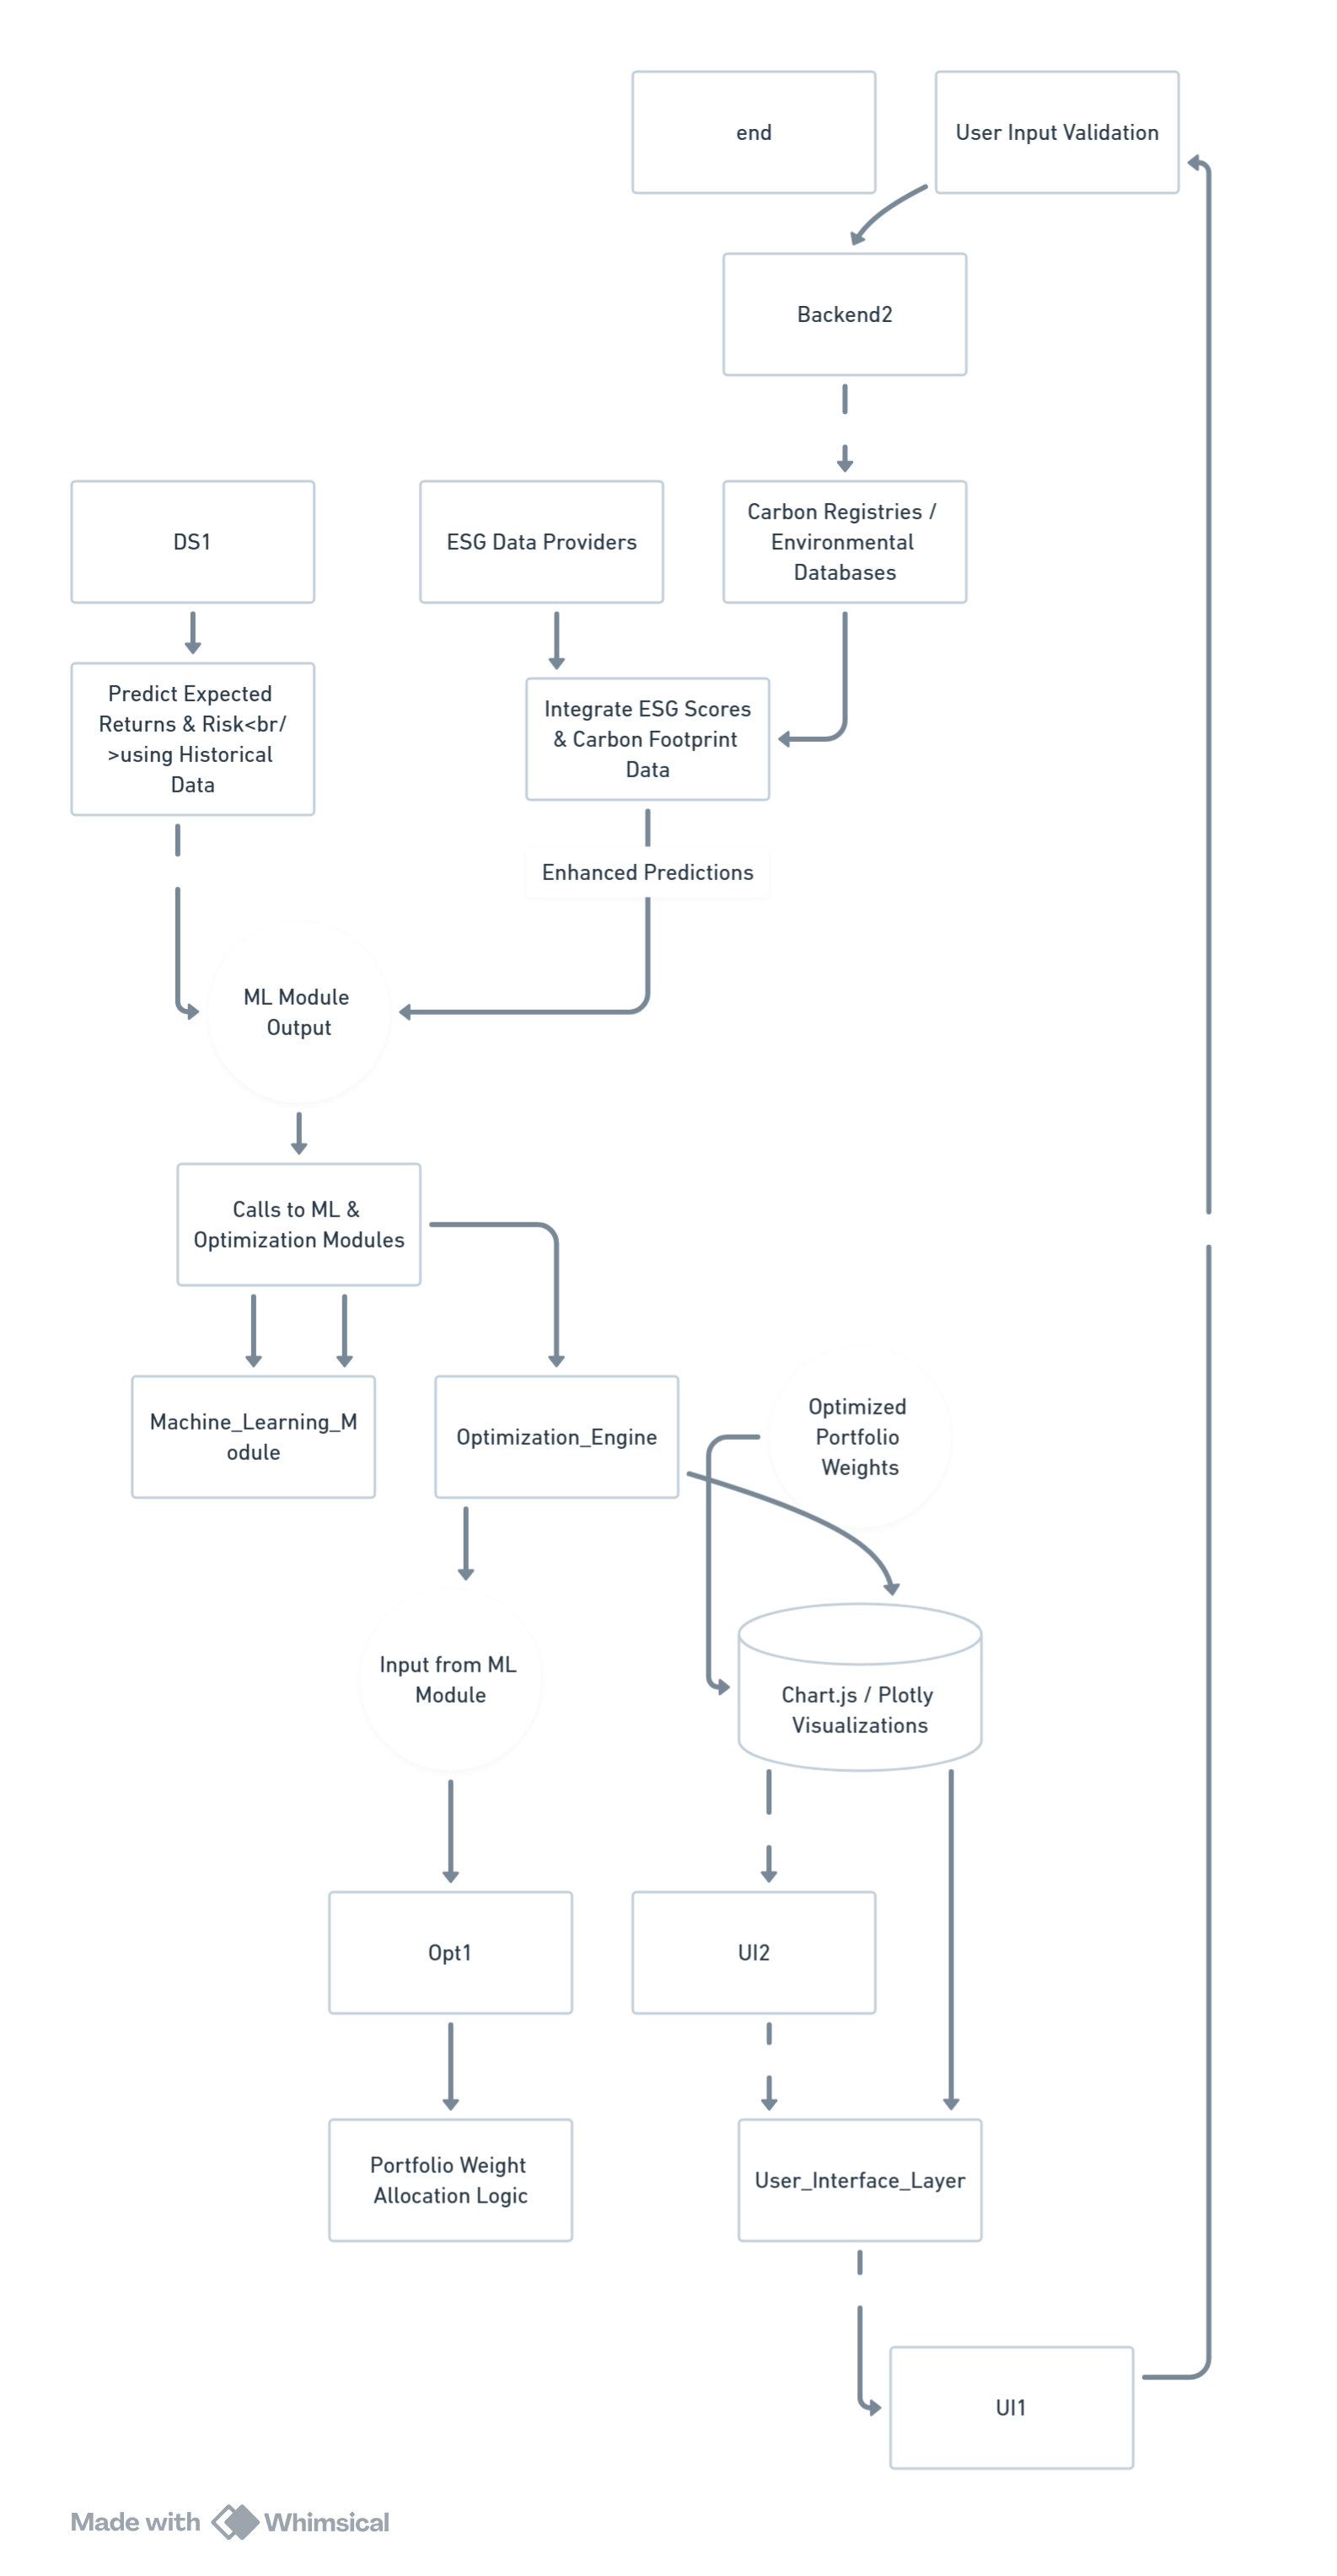 end
User Input Validation
Backend2
DS1
ESG Data Providers
Carbon Registries /
Environmental
Databases
Predict Expected
Returns & Risk<br/
>using Historical
Data
Integrate ESG Scores
& Carbon Footprint
Data
Enhanced Predictions
ML Module
Output
Calls to ML &
Optimization Modules
Machine_Learning_M
odule
Optimization_Engine
Optimized
Portfolio
Weights
Input from ML
Module
Chart.js / Plotly
Visualizations
Opt1
UI2
Portfolio Weight
Allocation Logic
User_Interface_Layer
UI1
Made with Whimsical